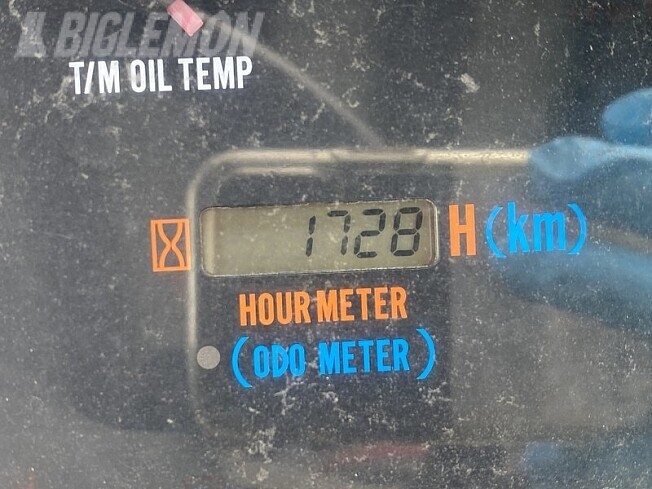 BIGLEMON
T/M OIL TEMP
1728 H (km)
HOUR METER
(ODO METER)